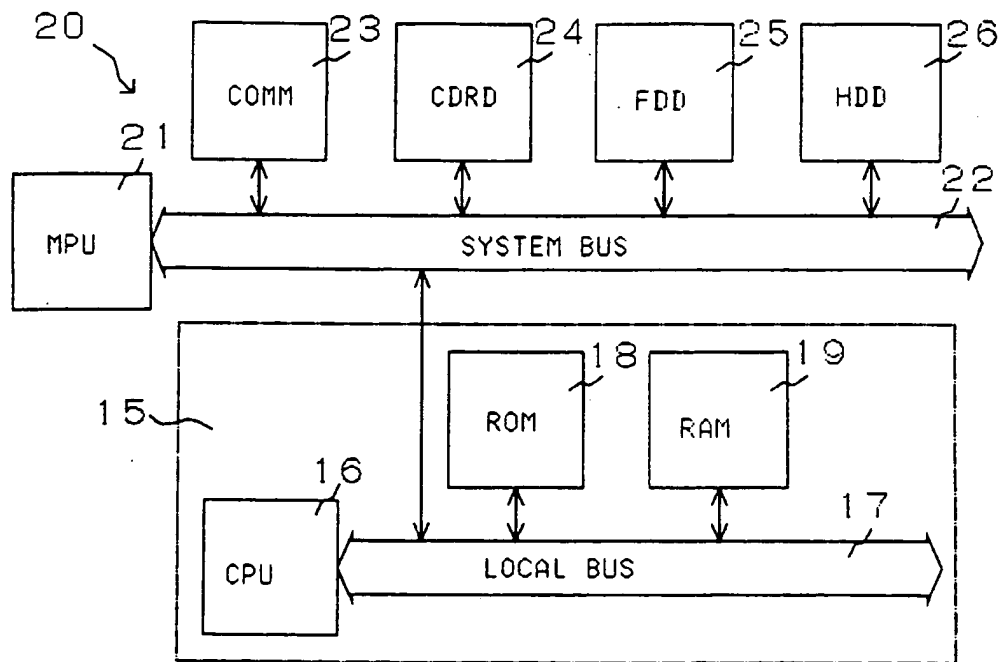 20
23
24
25
26
COMM
CDRD
FDD
HDD
21
22
MPU
SYSTEM BUS
18
19
15
ROM
RAM
16
17
CPU
LOCAL BUS